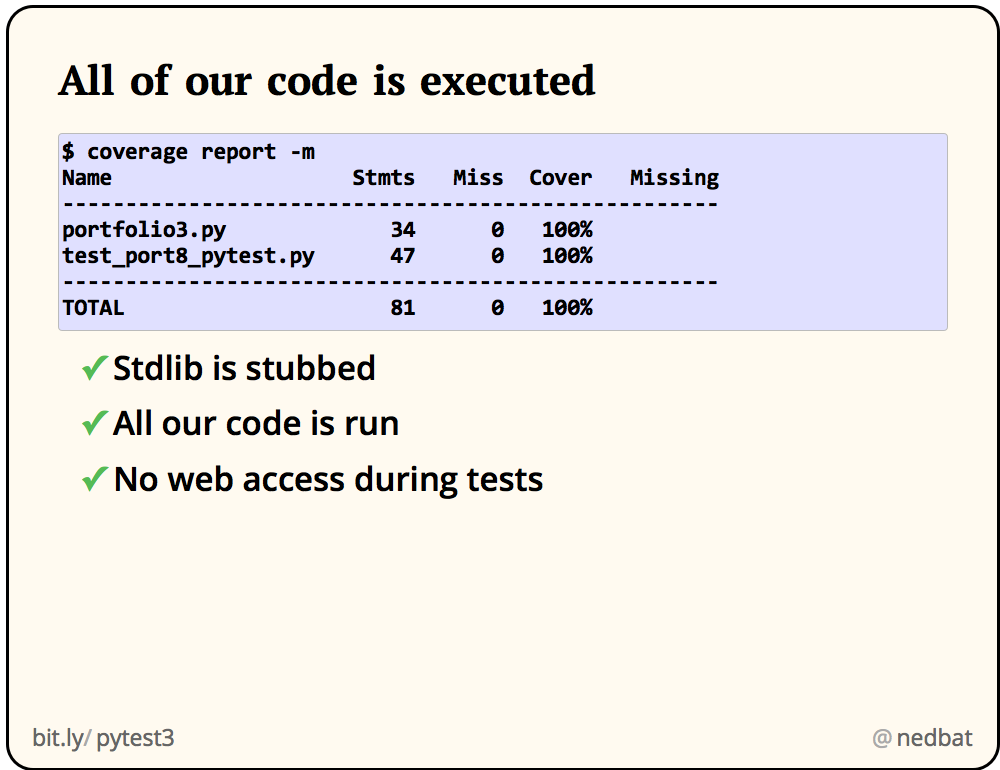 All of our code is executed
$ coverage report -m
Name                   Stmts   Miss  Cover   Missing
----------------------------------------------------
portfolio3.py             34      0   100%
test_port8_pytest.py      47      0   100%
----------------------------------------------------
TOTAL                     81      0   100%
✓Stdlib is stubbed
✓All our code is run
✓No web access during tests
bit.ly/pytest3
@nedbat